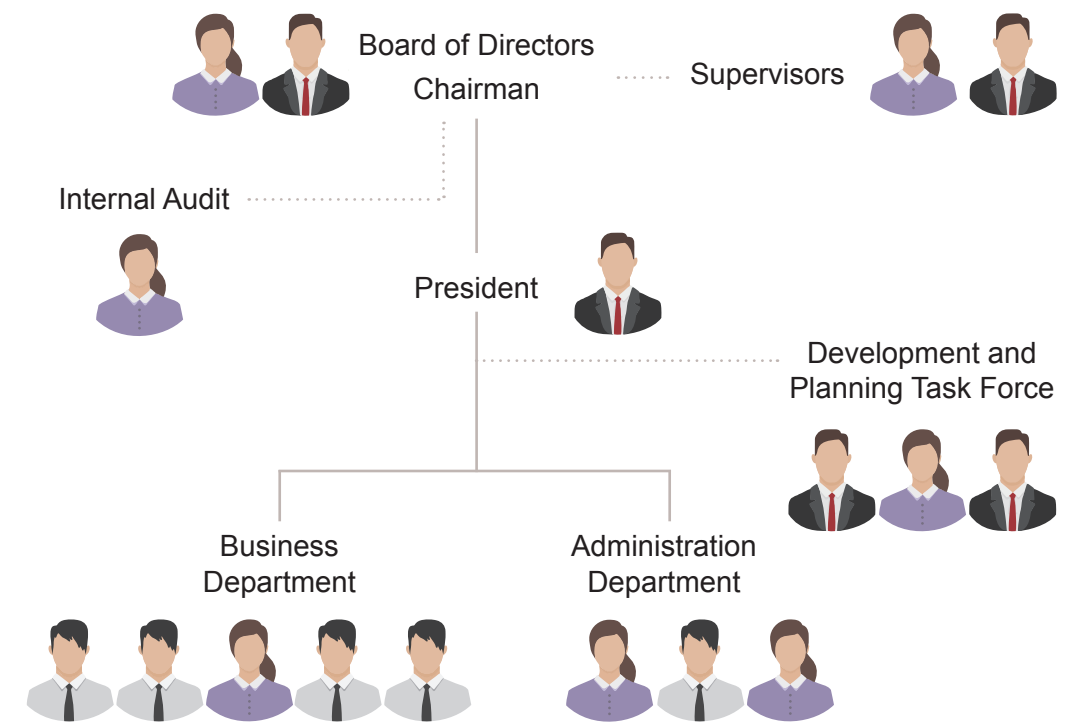 Board of Directors
Chairman
Supervisors
Internal Audit
President
Development and
Planning Task Force
Business
Department
Administration
Department